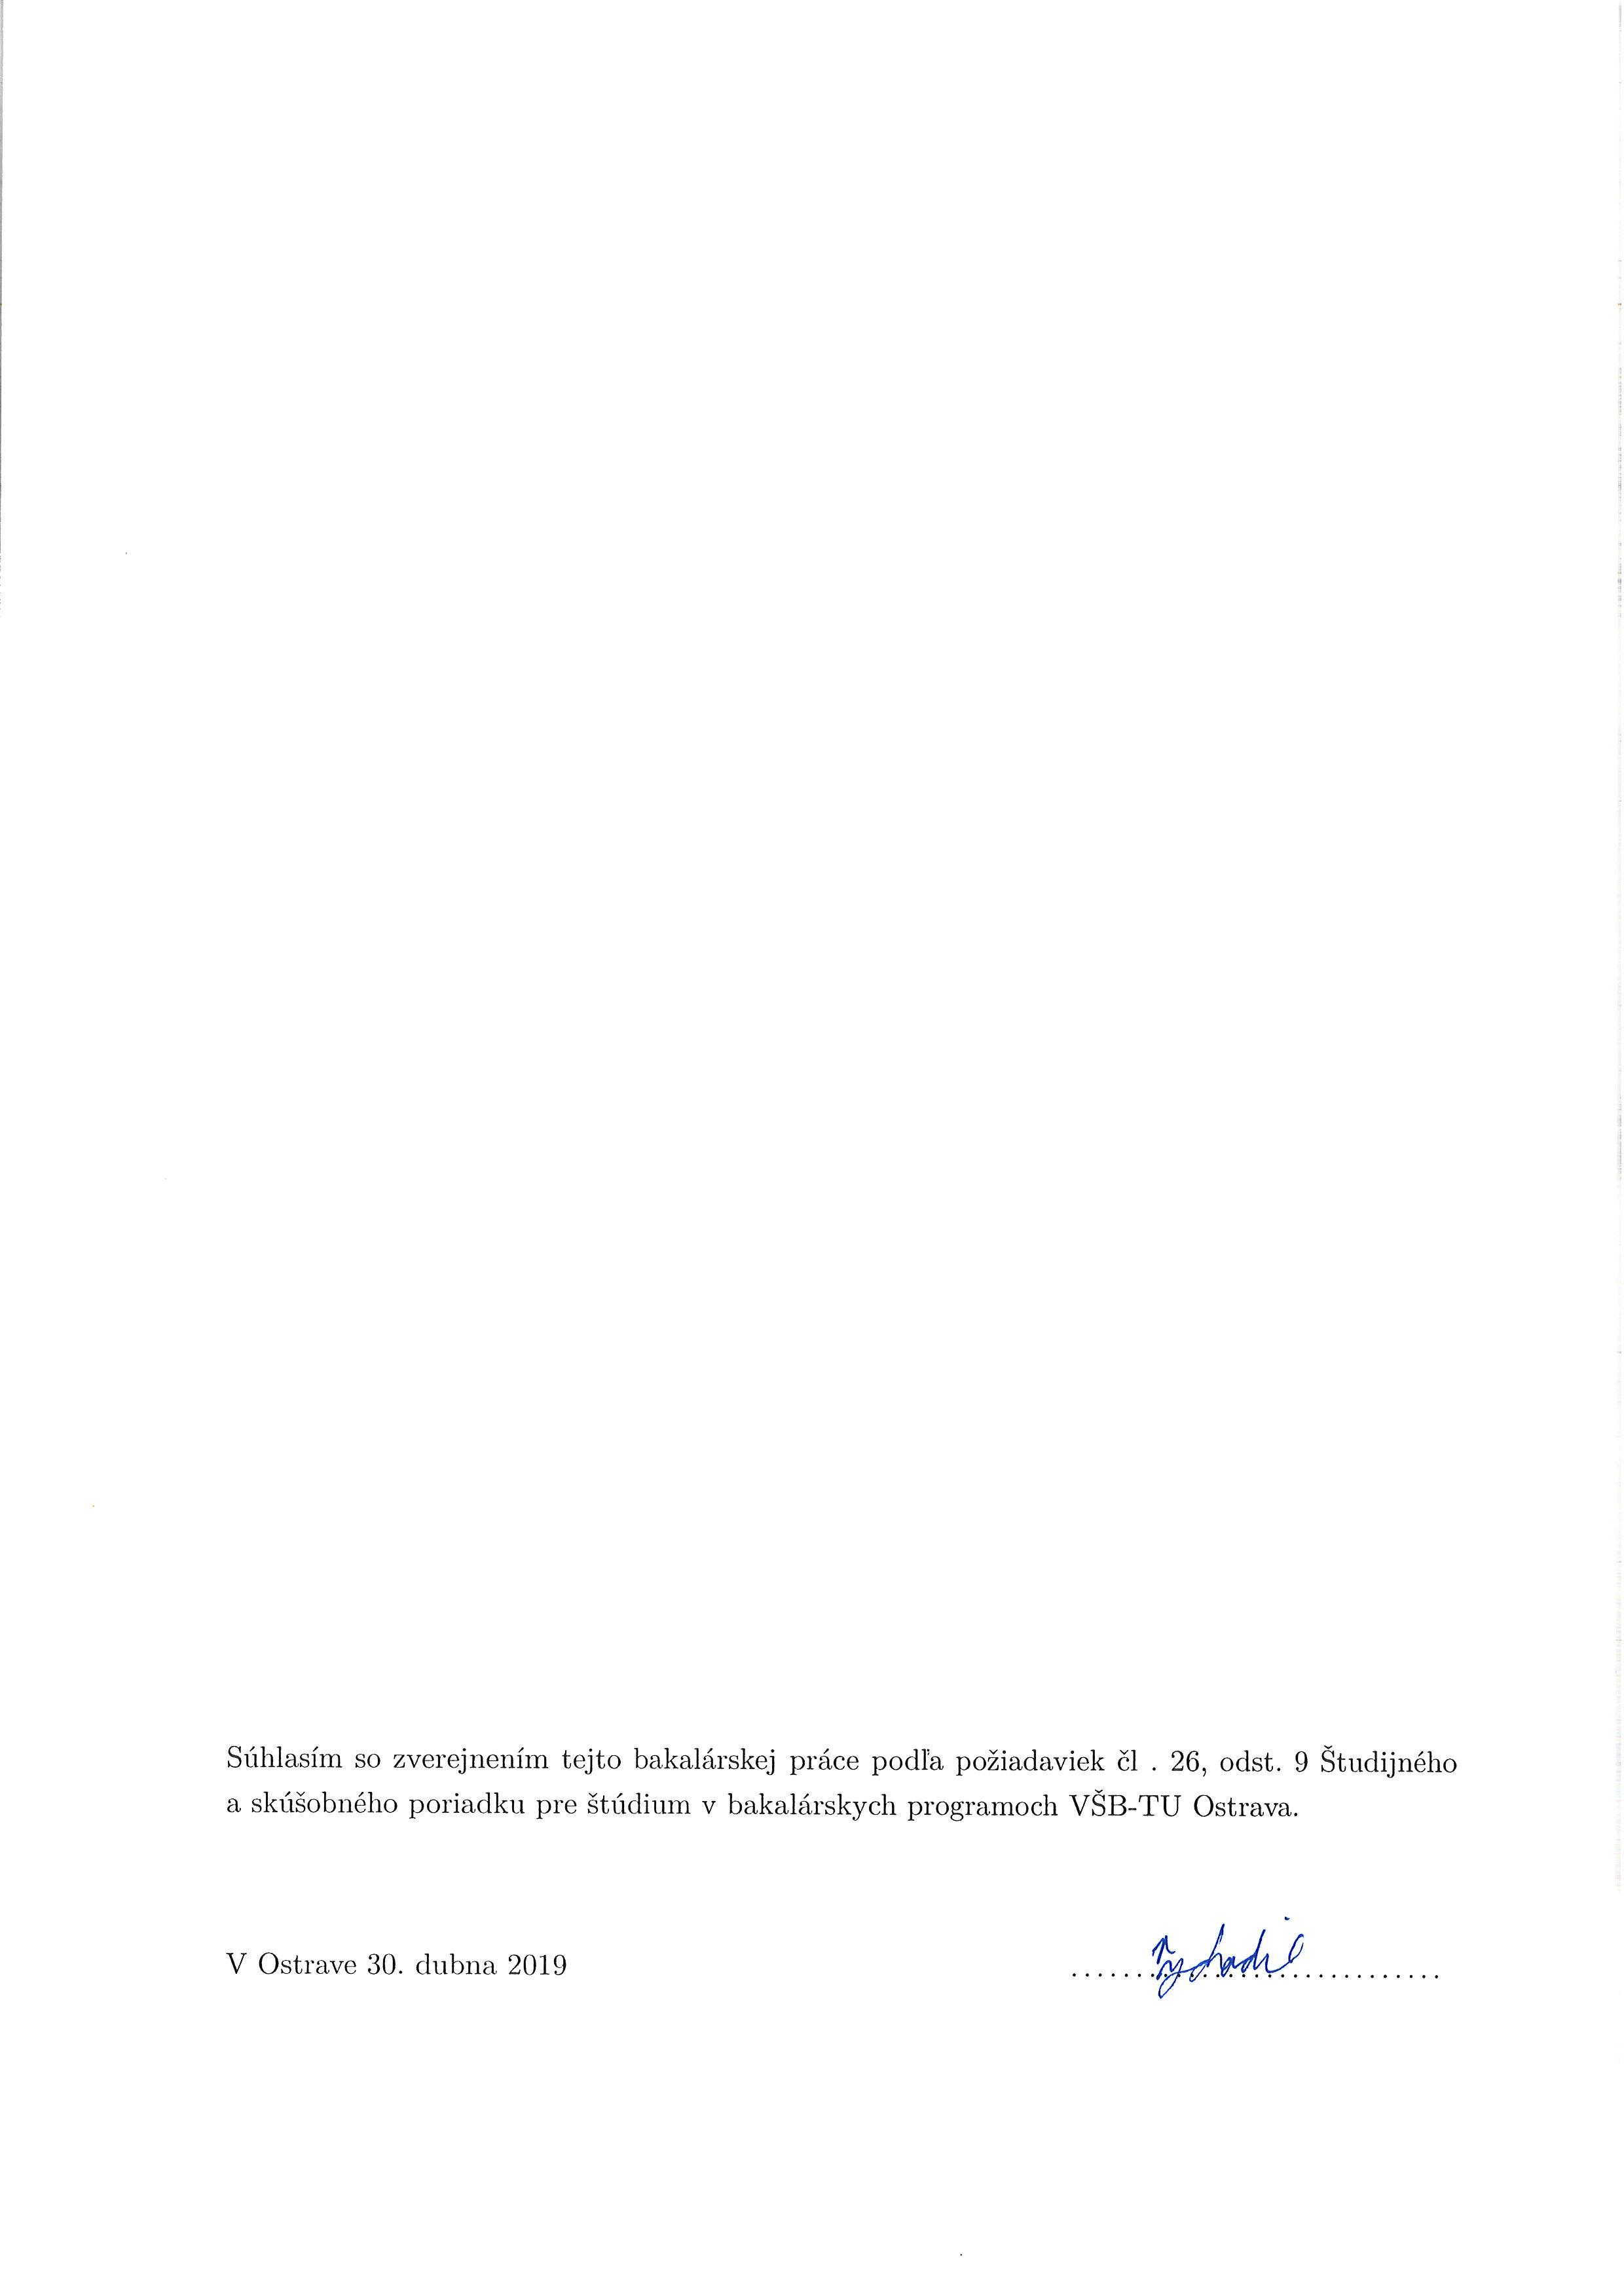 Súhlasím so zverejnením tejto bakalárskej práce podľa požiadaviek čl . 26, odst. 9 Študijného
a skúšobného poriadku pre štúdium v bakalárskych programoch VŠB-TU Ostrava.
V Ostrave 30. dubna 2019